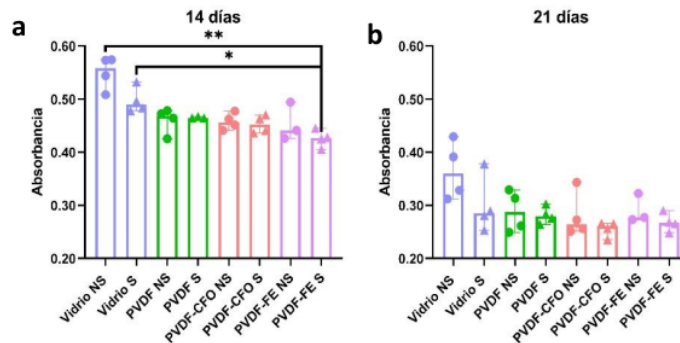 a
14 días
**
*
Absorbancia
0.60
0.50
0.40
0.30
0.20
Vidrio NS
Vidrio S
PVDF NS
PVDF S
PVDF-CFO NS
PVDF-CFO S
PVDF-FE NS
PVDF-FE S
b
21 días
Absorbancia
0.60
0.50
0.40
0.30
0.20
Vidrio NS
Vidrio S
PVDF NS
PVDF S
PVDF-CFO NS
PVDF-CFO S
PVDF-FE NS
PVDF-FE S